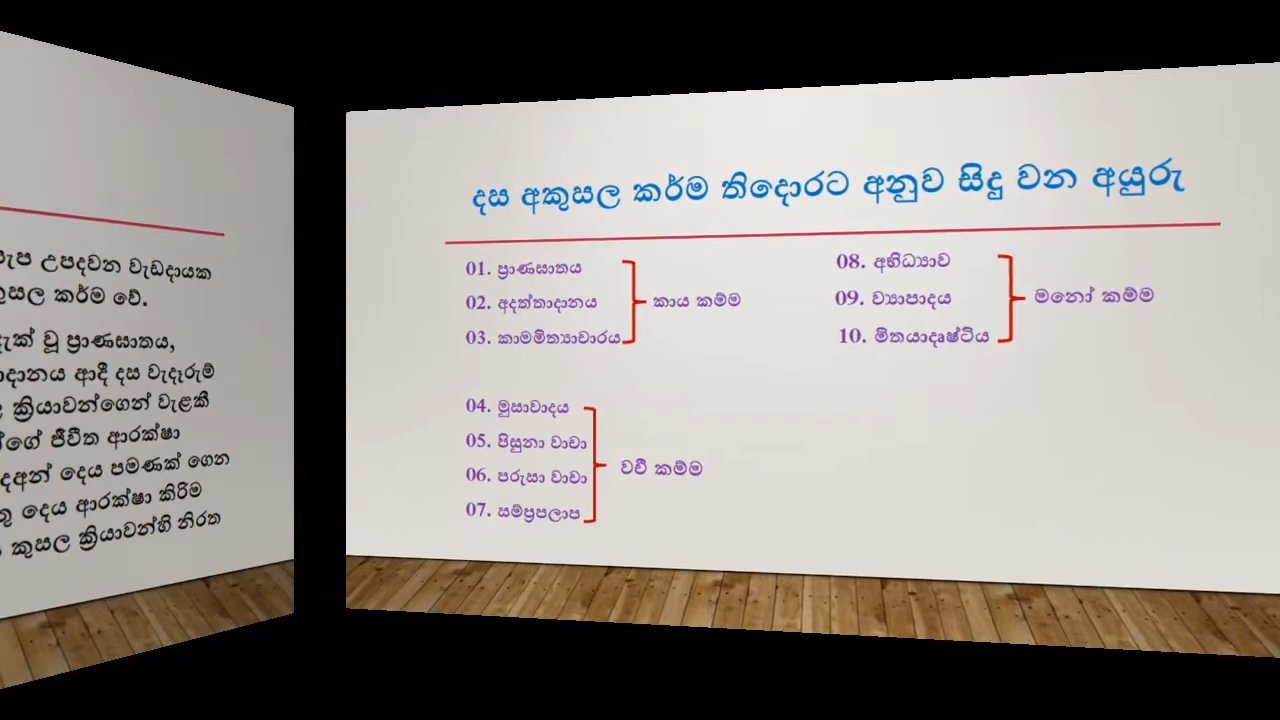 සැප උපදවන වැඩදායක
කුසල කර්ම වේ.
දැක් වූ ප්‍රාණඝාතය,
ආදී දස වැදෑරුම්
ක්‍රියාවන්ගෙන් වැළකී
ජීවීත ආරක්ෂා
දෙය පමණක් ගෙන
දෙය ආරක්ෂා කිරිම
කුසල ක්‍රියාවන්හි නිරත
දස අකුසල කර්ම තිදොරට අනුව සිදු වන අයුරු
01. ප්‍රාණඝාතය
02. අදත්තාදානය
03. කාමමිත්‍යාචාරය
කාය කම්ම
04. මුසාවාදය
05. පිසුනා වාචා
06. පරුසා වාචා
07. සම්ප්‍රපලාප
වචී කම්ම
08. අභිධ්‍යාව
09. ව්‍යාපාදය
10. මිතයාදෘෂ්ටිය
මනෝ කම්ම